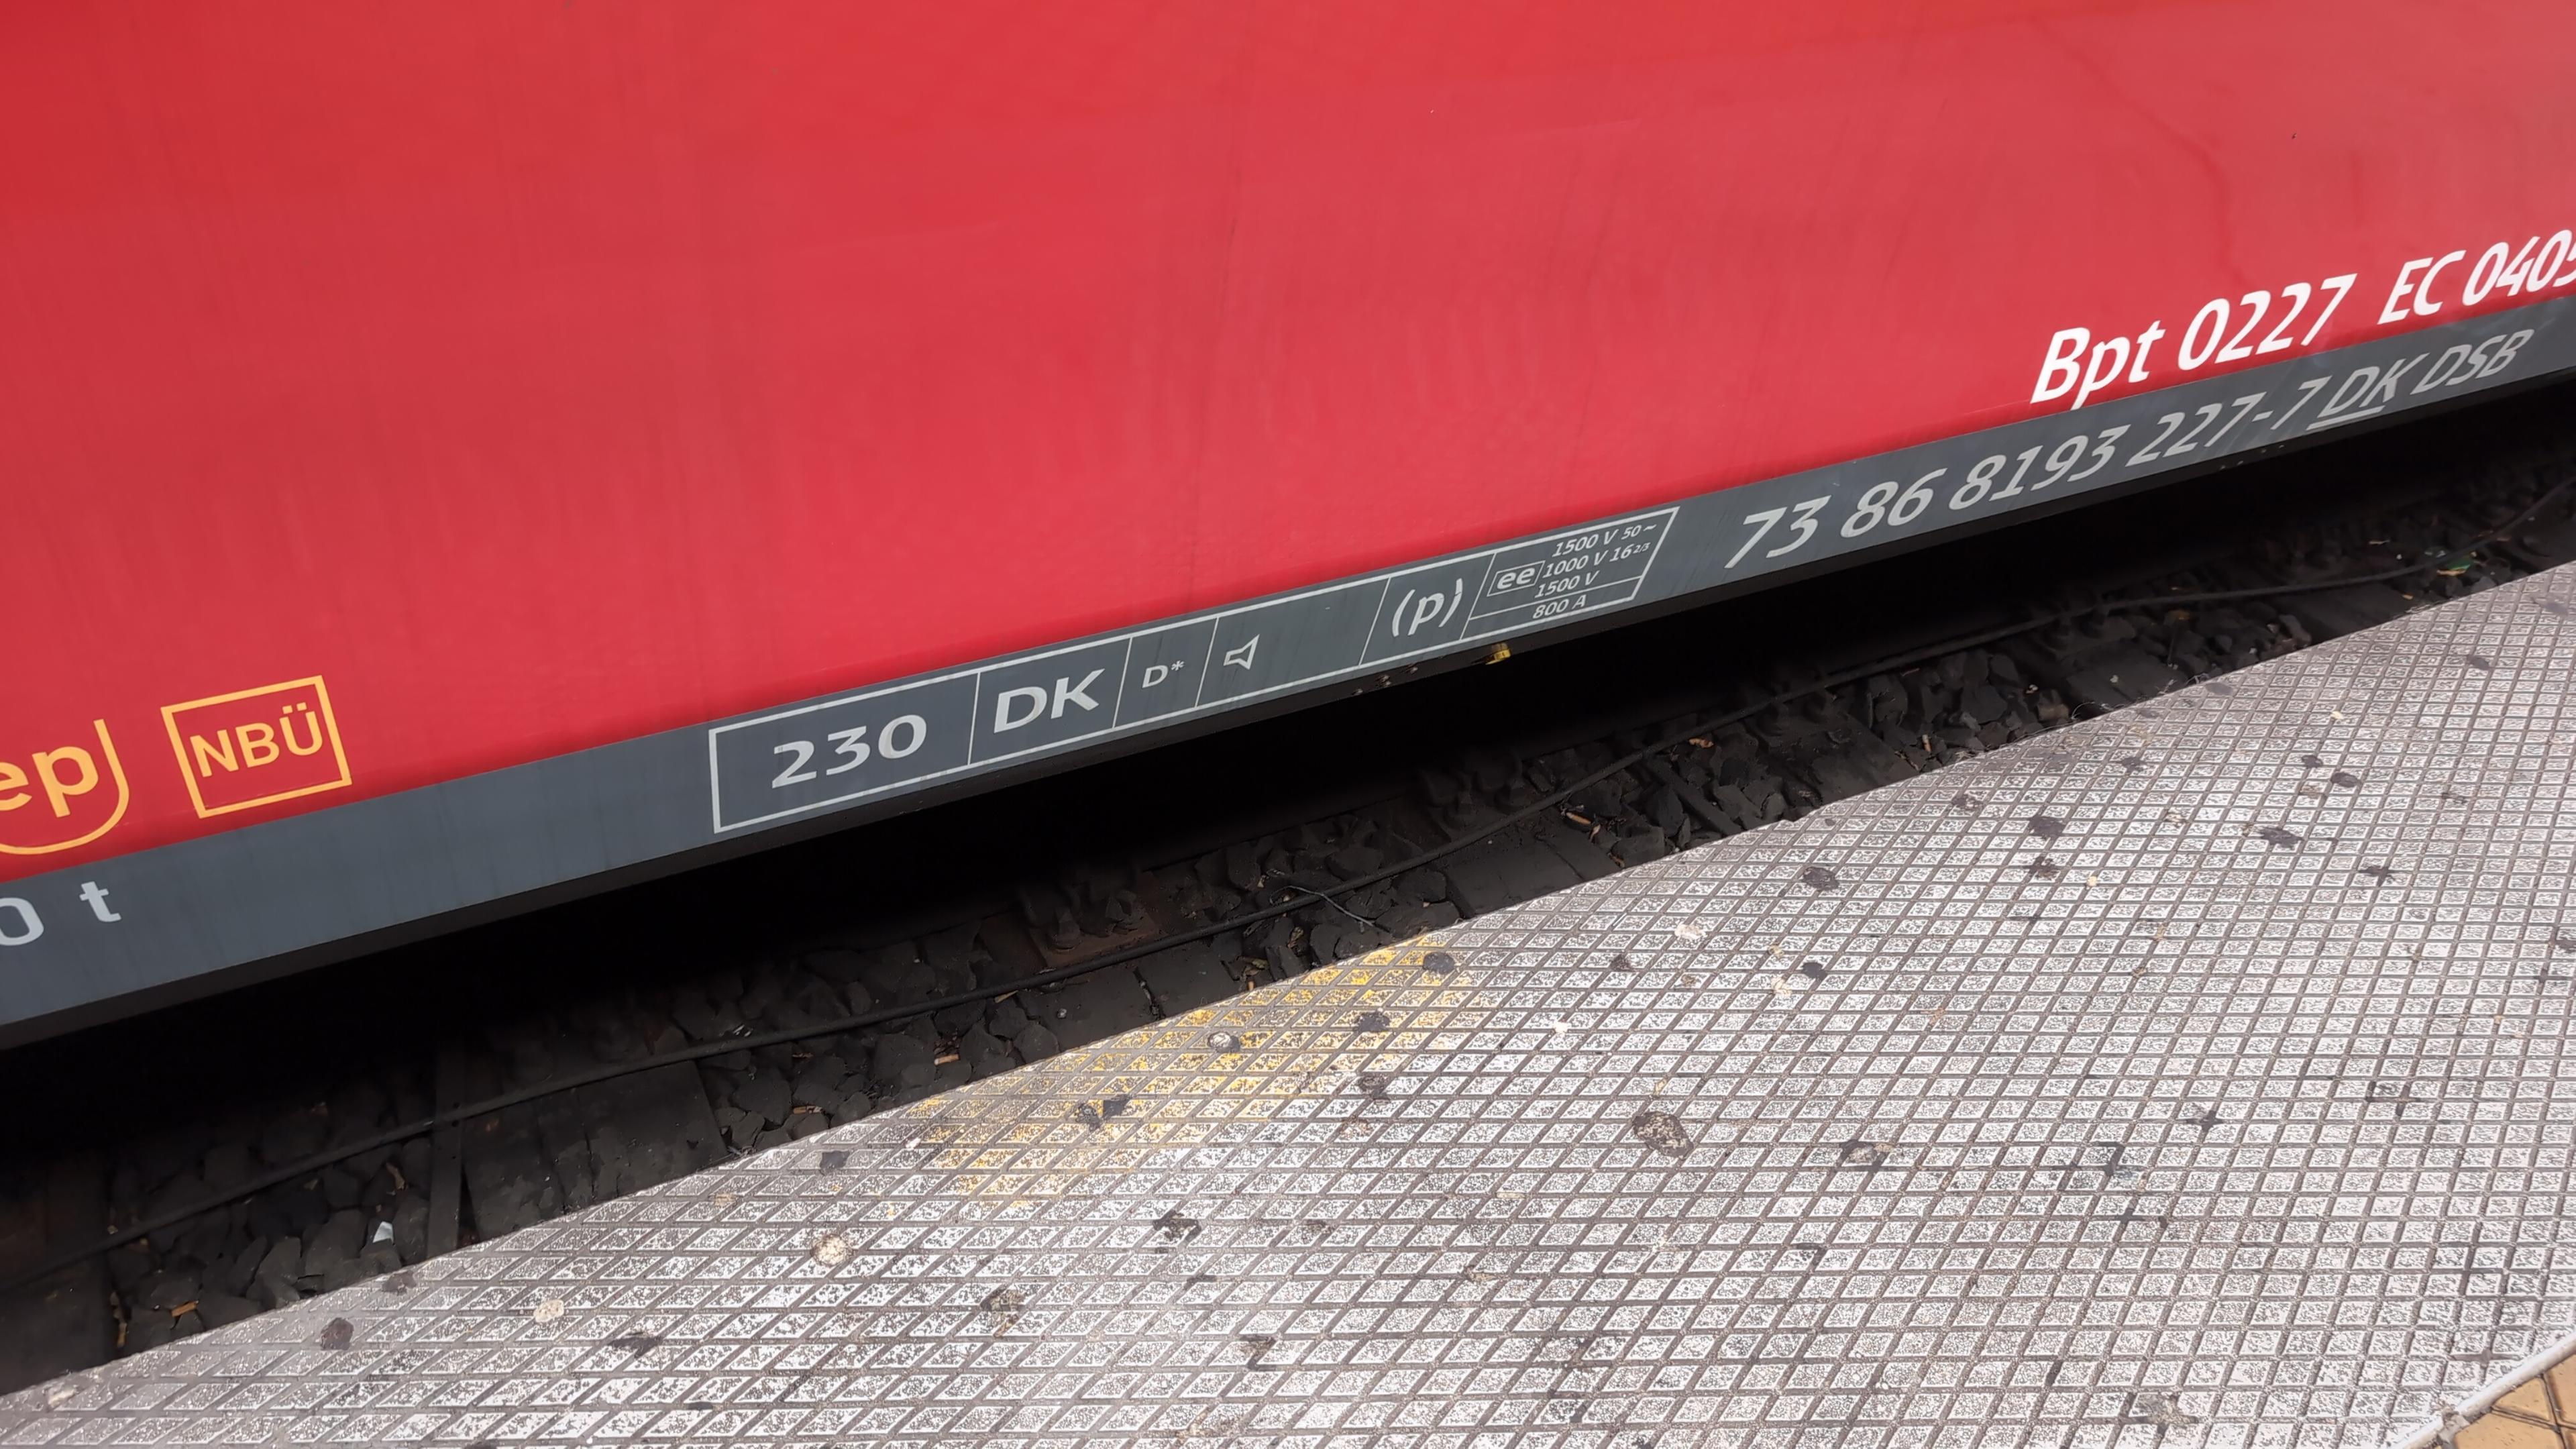 Bpt 0227 EC 040
73 86 8193 227-7 DK DSB
230 DK D* (p) ee
1500 V 50 ~
1000 V 16 2/3
1500 V
800 A
ep NBÜ
0 t